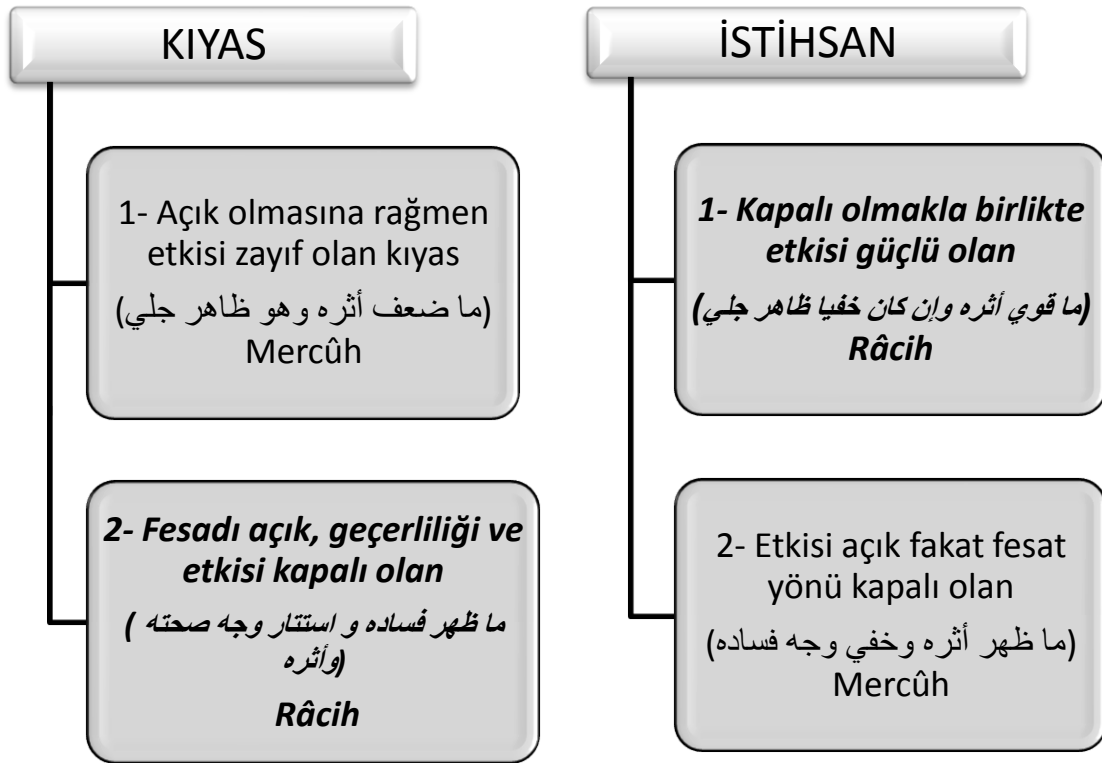 KIYAS
1- Açık olmasına rağmen
etkisi zayıf olan kıyas
(ما ضعف أثره وهو ظاهر جلي)
Mercûh
2- Fesadı açık, geçerliliği ve
etkisi kapalı olan
ما ظهر فساده و استتار وجه صحته )
(وأثره
Râcih
İSTİHSAN
1- Kapalı olmakla birlikte
etkisi güçlü olan
(ما قوي أثره وإن كان خفيا ظاهر جلي)
Râcih
2- Etkisi açık fakat fesat
yönü kapalı olan
(ما ظهر أثره وخفي وجه فساده)
Mercûh